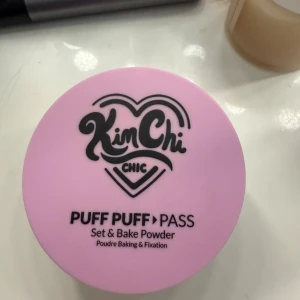 KimChi
CHIC
PUFF PUFF▸PASS
Set & Bake Powder
Poudre Baking & Fixation